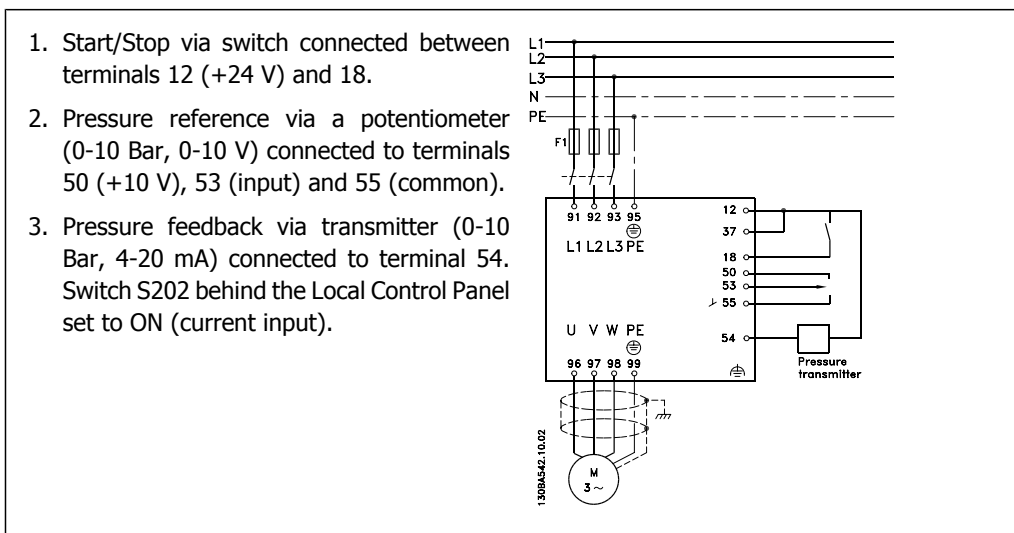 1. Start/Stop via switch connected between
terminals 12 (+24 V) and 18.
2. Pressure reference via a potentiometer
(0-10 Bar, 0-10 V) connected to terminals
50 (+10 V), 53 (input) and 55 (common).
3. Pressure feedback via transmitter (0-10
Bar, 4-20 mA) connected to terminal 54.
Switch S202 behind the Local Control Panel
set to ON (current input).
L1
L2
L3
N
PE
F1
91 92 93 95
L1 L2 L3 PE
12
37
18
50
53
55
54
Pressure
transmitter
U V W PE
96 97 98 99
130BA542.10.02
M
3~